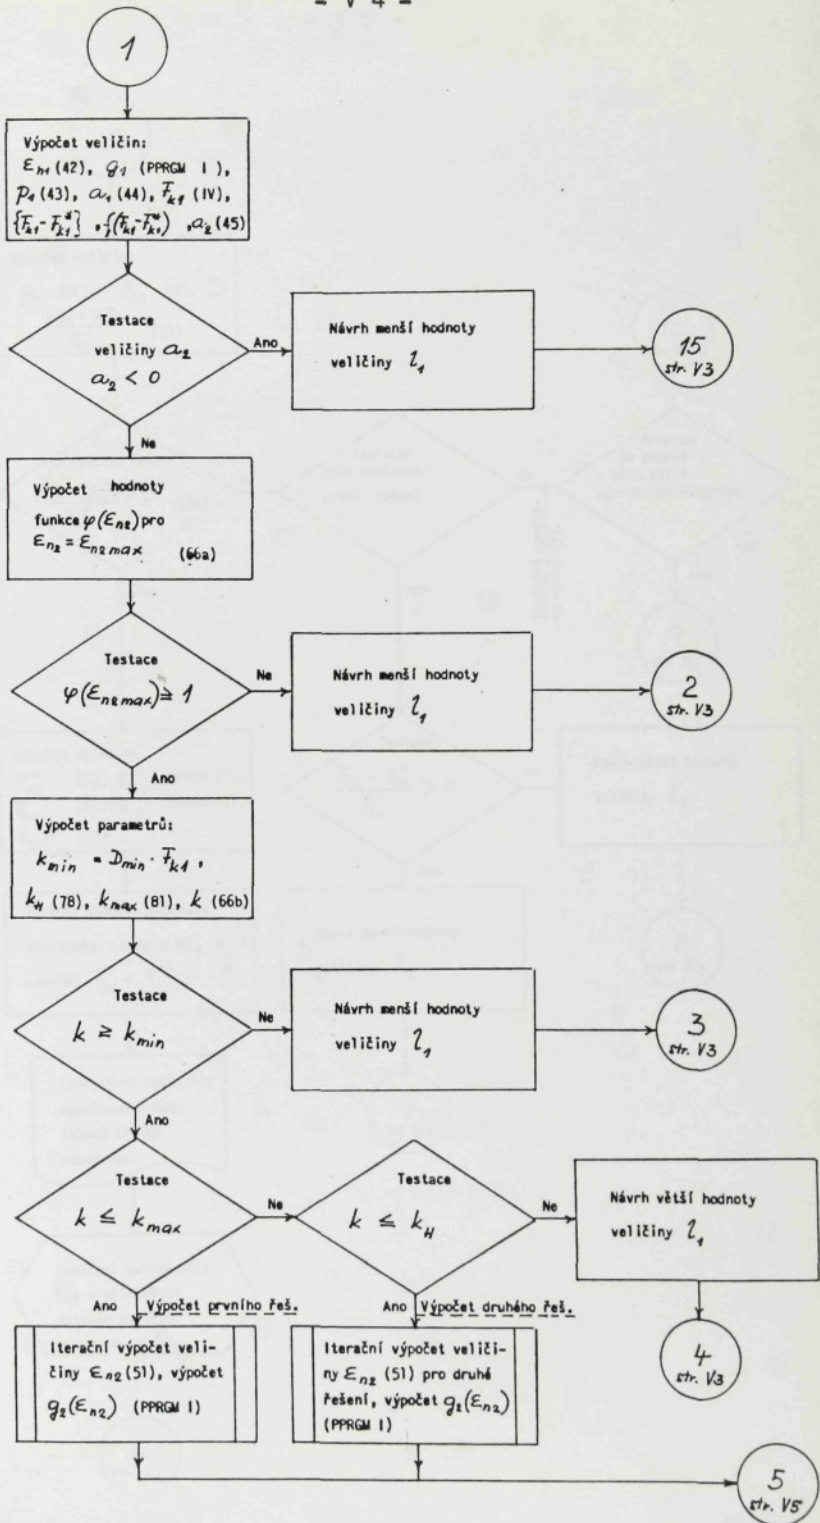 - V 4 -
1
Výpočet veličin:
ε_n1 (42), g_1 (PPRGM I),
p_1 (43), a_1 (44), F_k1 (IV),
{F_k1 - F_k1^*}, f(F_k1 - F_k1^*), a_2 (45)
Testace
veličiny a_2
a_2 < 0
Ano
Návrh menší hodnoty
veličiny l_1
15
str. V3
Ne
Výpočet hodnoty
funkce φ(ε_n2) pro
ε_n2 = ε_n2 max (66a)
Testace
φ(ε_n2 max) ≥ 1
Ne
Návrh menší hodnoty
veličiny l_1
2
str. V3
Ano
Výpočet parametrů:
k_min = D_min · F_k1 ,
k_H (78), k_max (81), k (66b)
Testace
k ≥ k_min
Ne
Návrh menší hodnoty
veličiny l_1
3
str. V3
Ano
Testace
k ≤ k_max
Ne
Testace
k ≤ k_H
Ne
Návrh větší hodnoty
veličiny l_1
4
str. V3
Ano Výpočet prvního řeš.
Iterační výpočet veli-
činy ε_n2 (51), výpočet
g_2(ε_n2) (PPRGM I)
Ano Výpočet druhého řeš.
Iterační výpočet veliči-
ny ε_n2 (51) pro druhé
řešení, výpočet g_2(ε_n2)
(PPRGM I)
5
str. V5